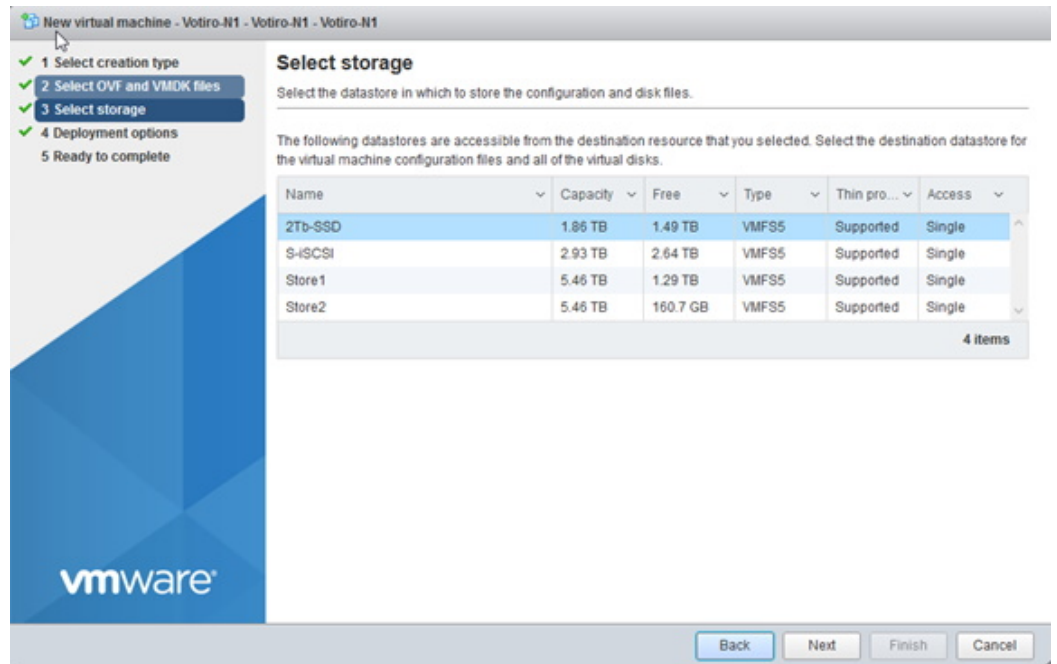 New virtual machine - Votiro-N1 - Votiro-N1 - Votiro-N1
1 Select creation type
2 Select OVF and VMDK files
3 Select storage
4 Deployment options
5 Ready to complete
Select storage
Select the datastore in which to store the configuration and disk files.
The following datastores are accessible from the destination resource that you selected. Select the destination datastore for
the virtual machine configuration files and all of the virtual disks.
Name Capacity Free Type Thin pro... Access
2Tb-SSD 1.86 TB 1.49 TB VMFS5 Supported Single
S-iSCSI 2.93 TB 2.64 TB VMFS5 Supported Single
Store1 5.46 TB 1.29 TB VMFS5 Supported Single
Store2 5.46 TB 160.7 GB VMFS5 Supported Single
4 items
vmware®
Back Next Finish Cancel